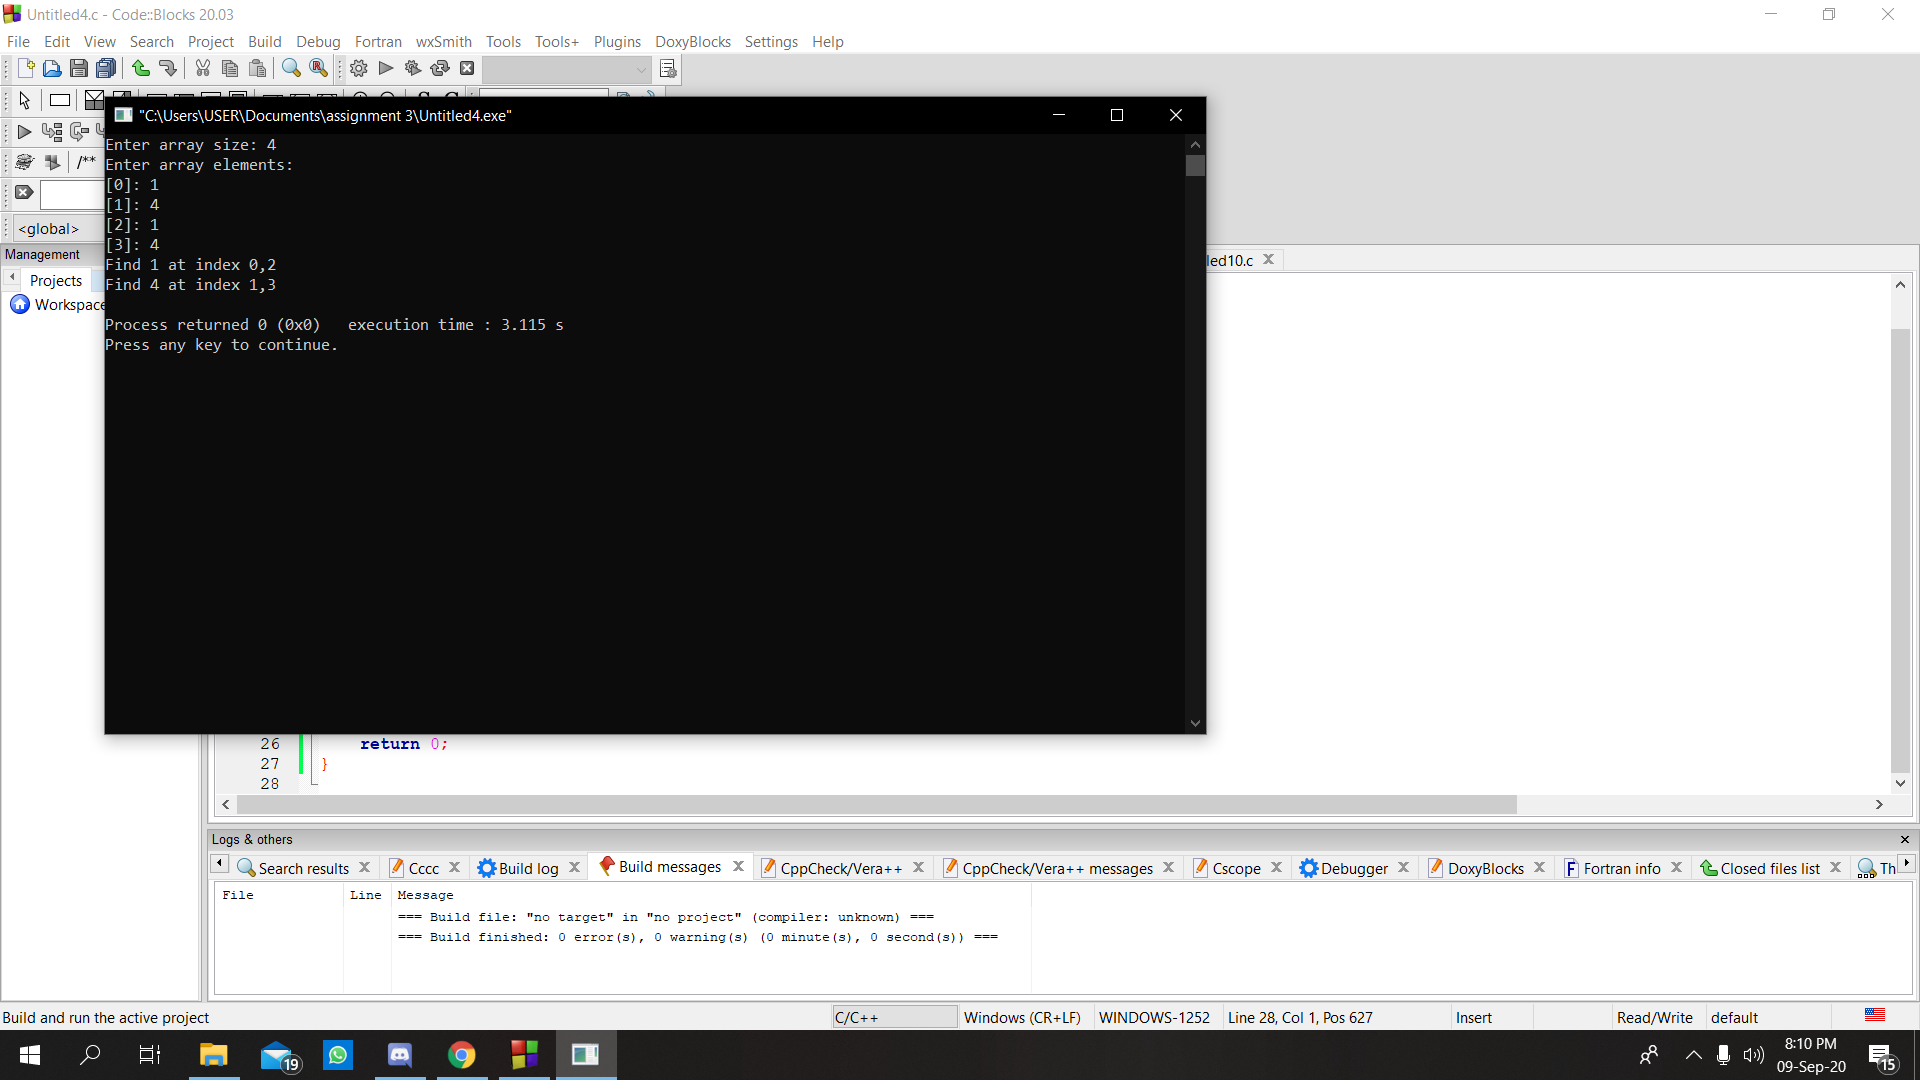 Untitled4.c - Code::Blocks 20.03
File Edit View Search Project Build Debug Fortran wxSmith Tools Tools+ Plugins DoxyBlocks Settings Help
/**
<global>
Management
Projects
Workspace
"C:\Users\USER\Documents\assignment 3\Untitled4.exe"
Enter array size: 4
Enter array elements:
[0]: 1
[1]: 4
[2]: 1
[3]: 4
Find 1 at index 0,2
Find 4 at index 1,3
Process returned 0 (0x0)   execution time : 3.115 s
Press any key to continue.
led10.c
26 return 0;
27 }
28
Logs & others
Search results Cccc Build log Build messages CppCheck/Vera++ CppCheck/Vera++ messages Cscope Debugger DoxyBlocks Fortran info Closed files list Th
File Line Message
=== Build file: "no target" in "no project" (compiler: unknown) ===
=== Build finished: 0 error(s), 0 warning(s) (0 minute(s), 0 second(s)) ===
Build and run the active project C/C++ Windows (CR+LF) WINDOWS-1252 Line 28, Col 1, Pos 627 Insert Read/Write default
19
8:10 PM
09-Sep-20
15